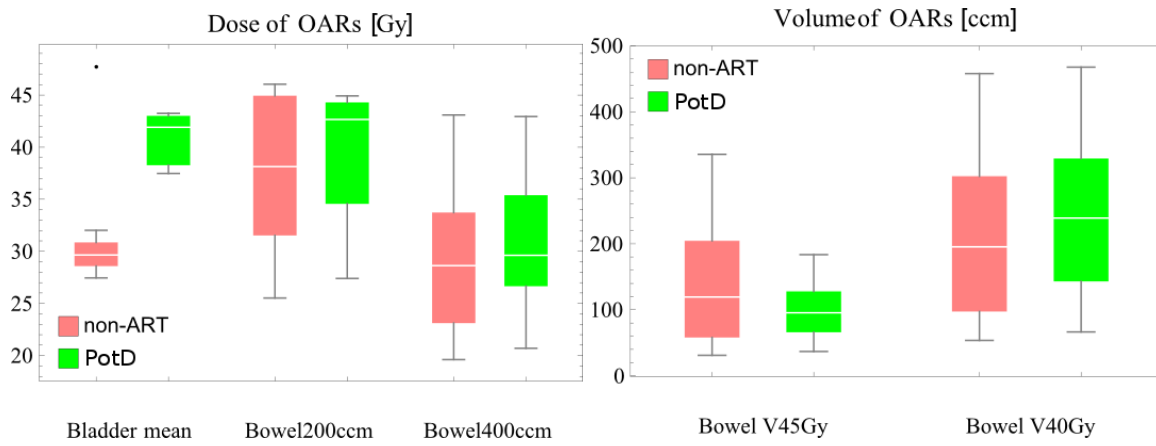 Dose of OARs [Gy]
45
40
35
30
25
20
non-ART
PotD
Bladder mean
Bowel200ccm
Bowel400ccm
Volume of OARs [ccm]
500
400
300
200
100
0
non-ART
PotD
Bowel V45Gy
Bowel V40Gy